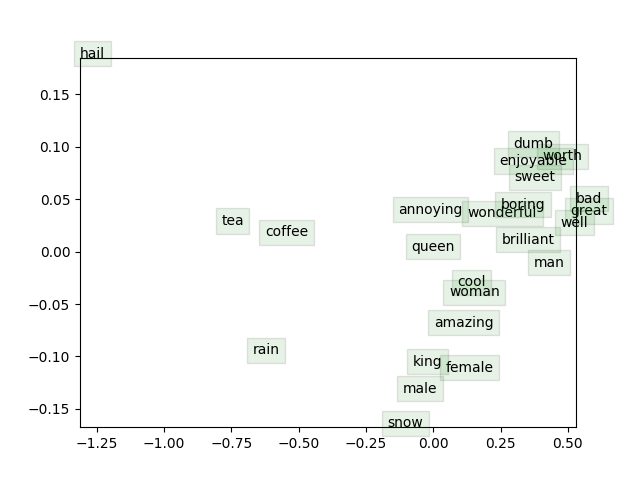 hail
0.15
0.10
0.05
0.00
−0.05
−0.10
−0.15
dumb
worth
enjoyable
sweet
bad
boring
great
annoying
wonderful
well
tea
coffee
brilliant
queen
man
cool
woman
amazing
rain
king
female
male
snow
−1.25 −1.00 −0.75 −0.50 −0.25 0.00 0.25 0.50